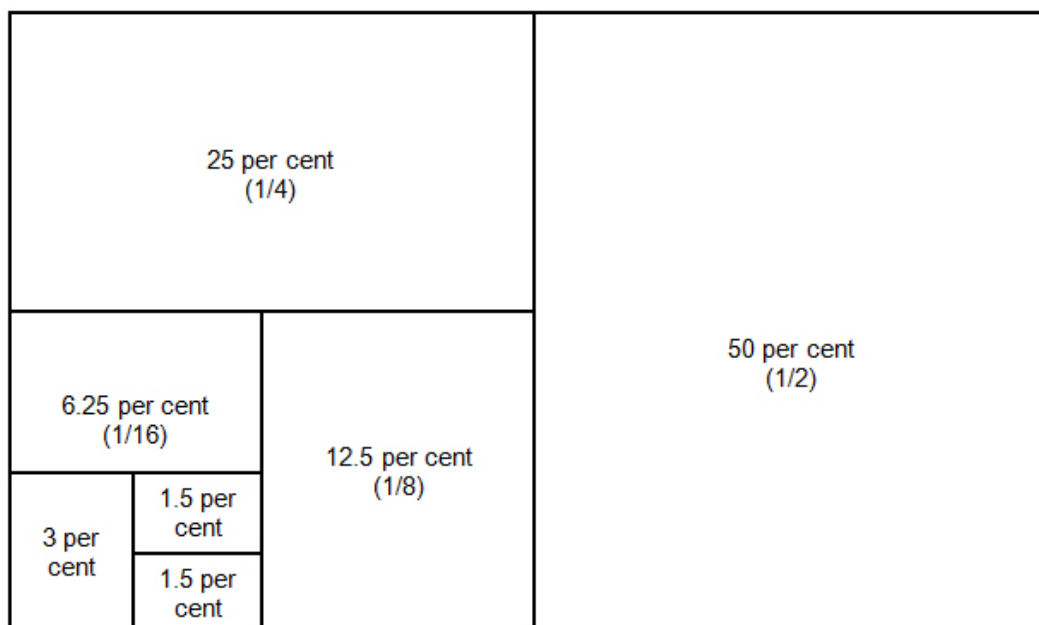 25 per cent
(1/4)
50 per cent
(1/2)
6.25 per cent
(1/16)
12.5 per cent
(1/8)
3 per
cent
1.5 per
cent
1.5 per
cent